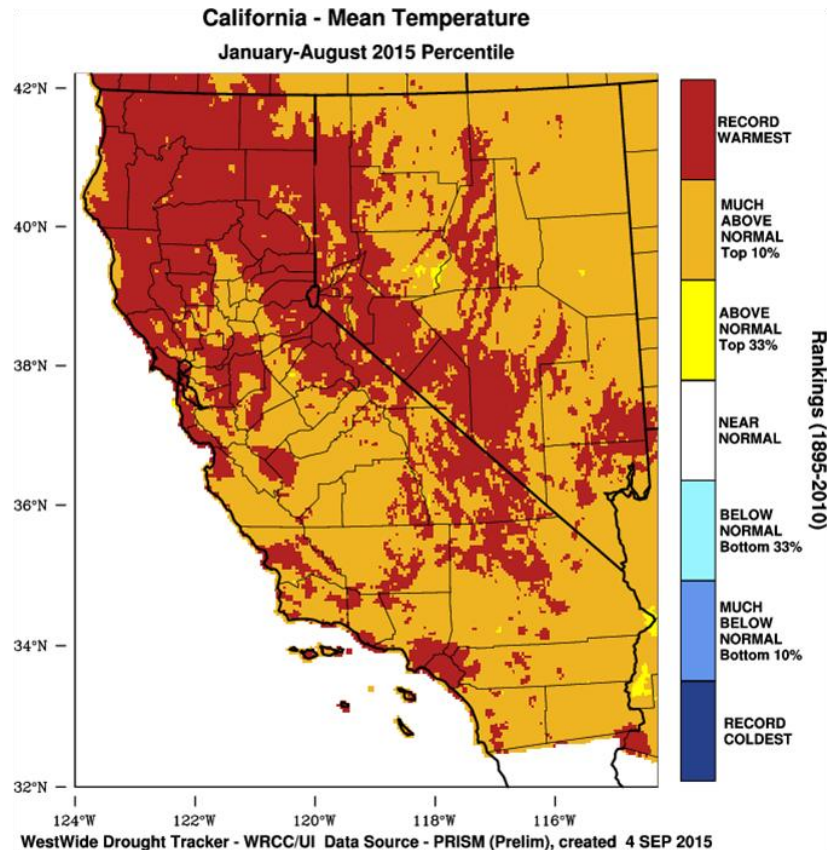 California - Mean Temperature
January-August 2015 Percentile
42°N
40°N
38°N
36°N
34°N
32°N
124°W
122°W
120°W
118°W
116°W
RECORD
WARMEST
MUCH
ABOVE
NORMAL
Top 10%
ABOVE
NORMAL
Top 33%
NEAR
NORMAL
BELOW
NORMAL
Bottom 33%
MUCH
BELOW
NORMAL
Bottom 10%
RECORD
COLDEST
Rankings (1895-2010)
WestWide Drought Tracker - WRCC/UI Data Source - PRISM (Prelim), created 4 SEP 2015